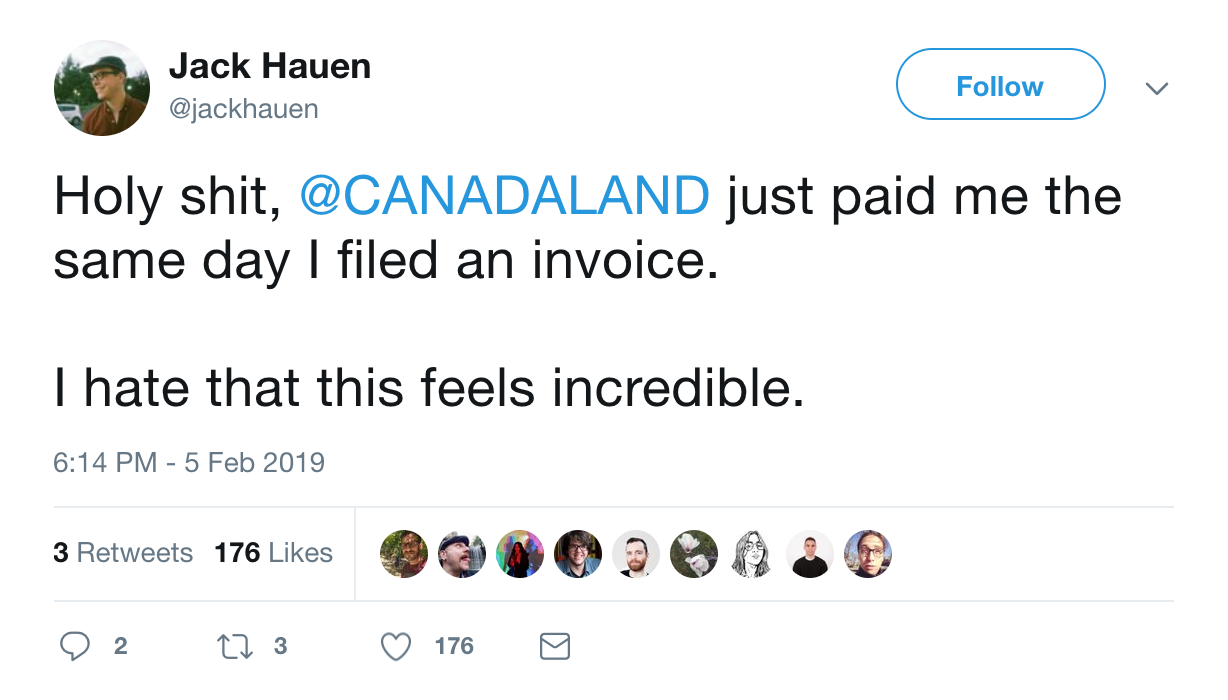 Jack Hauen
@jackhauen
Follow
Holy shit, @CANADALAND just paid me the
same day I filed an invoice.
I hate that this feels incredible.
6:14 PM - 5 Feb 2019
3 Retweets 176 Likes
2 3 176